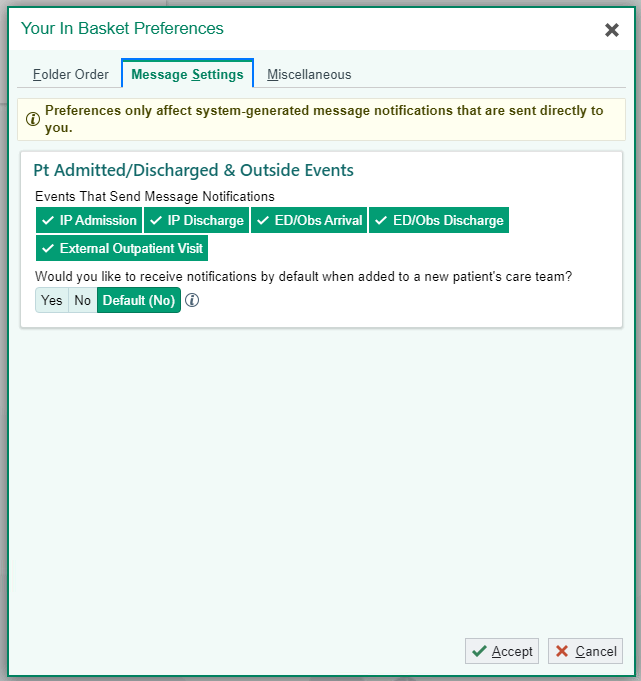 Your In Basket Preferences
Folder Order Message Settings Miscellaneous
Preferences only affect system-generated message notifications that are sent directly to
you.
Pt Admitted/Discharged & Outside Events
Events That Send Message Notifications
IP Admission IP Discharge ED/Obs Arrival ED/Obs Discharge
External Outpatient Visit
Would you like to receive notifications by default when added to a new patient's care team?
Yes No Default (No)
Accept Cancel